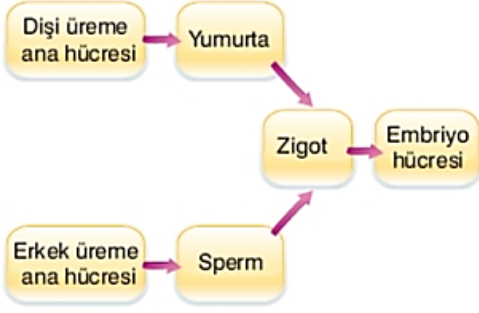 Dişi üreme
ana hücresi
Yumurta
Zigot
Embriyo
hücresi
Erkek üreme
ana hücresi
Sperm